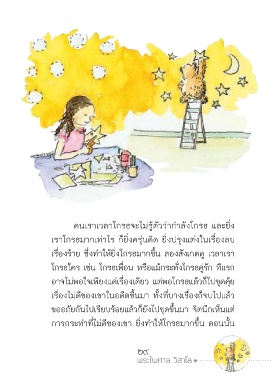 คนเราเวลาโกรธจะไม่รู้ตัวว่ากำลังโกรธ และยิ่ง
เราโกรธมากเท่าไร ก็ยิ่งครุ่นคิด ยิ่งปรุงแต่งในเรื่องลบ
เรื่องร้าย ซึ่งทำให้ยิ่งโกรธมากขึ้น ลองสังเกตดู เวลาเรา
โกรธใคร เช่น โกรธเพื่อน หรือแม้กระทั่งโกรธคู่รัก ทีแรก
อาจไม่พอใจเพียงแค่เรื่องเดียว แต่พอโกรธแล้วก็ไปขุดคุ้ย
เรื่องไม่ดีของเขาในอดีตขึ้นมา ทั้งที่บางเรื่องก็จบไปแล้ว
ขออภัยกันไปเรียบร้อยแล้วก็ยังไปขุดขึ้นมา จิตนึกเห็นแต่
การกระทำที่ไม่ดีของเขา ยิ่งทำให้โกรธมากขึ้น ตอนนั้น
พระไพศาล วิสาโล